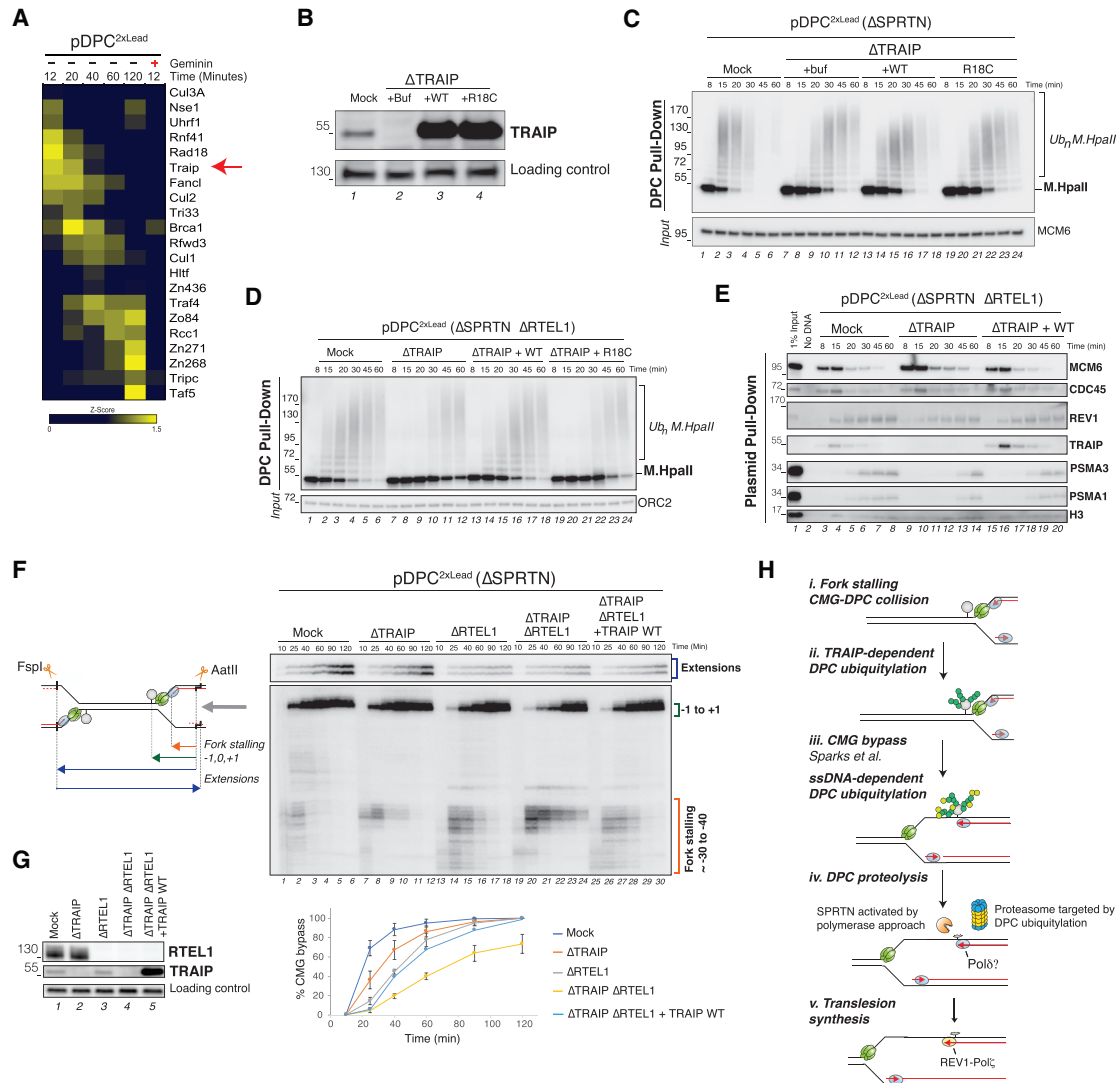 A
pDPC2xLead
− − − − − + Geminin
12 20 40 60 120 12 Time (Minutes)
Cul3A
Nse1
Uhrf1
Rnf41
Rad18
Traip
Fancl
Cul2
Tri33
Brca1
Rfwd3
Cul1
Hltf
Zn436
Traf4
Zo84
Rcc1
Zn271
Zn268
Tripc
Taf5
Z-Score
0 1.5
B
ΔTRAIP
Mock +Buf +WT +R18C
55 TRAIP
130 Loading control
1 2 3 4
C
pDPC2xLead (ΔSPRTN)
ΔTRAIP
Mock +buf +WT R18C
8 15 20 30 45 60 8 15 20 30 45 60 8 15 20 30 45 60 8 15 20 30 45 60 Time (min)
DPC Pull-Down
170
130
95
72
55
Ubn M.HpaII
M.HpaII
Input
95 MCM6
1 2 3 4 5 6 7 8 9 10 11 12 13 14 15 16 17 18 19 20 21 22 23 24
D
pDPC2xLead (ΔSPRTN ΔRTEL1)
Mock ΔTRAIP ΔTRAIP + WT ΔTRAIP + R18C
8 15 20 30 45 60 8 15 20 30 45 60 8 15 20 30 45 60 8 15 20 30 45 60 Time (min)
DPC Pull-Down
170
130
95
72
55
Ubn M.HpaII
M.HpaII
Input
72 ORC2
1 2 3 4 5 6 7 8 9 10 11 12 13 14 15 16 17 18 19 20 21 22 23 24
E
pDPC2xLead (ΔSPRTN ΔRTEL1)
1% Input
No DNA
Mock ΔTRAIP ΔTRAIP + WT
8 15 20 30 45 60 8 15 20 30 45 60 8 15 20 30 45 60 Time (min)
Plasmid Pull-Down
95 MCM6
72 CDC45
170 REV1
55 TRAIP
34 PSMA3
34 PSMA1
17 H3
1 2 3 4 5 6 7 8 9 10 11 12 13 14 15 16 17 18 19 20
F
FspI
AatII
Fork stalling
-1,0,+1
Extensions
pDPC2xLead (ΔSPRTN)
Mock
ΔTRAIP
ΔRTEL1
ΔTRAIP
ΔRTEL1
ΔTRAIP
ΔRTEL1
+TRAIP WT
10 25 40 60 90 120 10 25 40 60 90 120 10 25 40 60 90 120 10 25 40 60 90 120 10 25 40 60 90 120 Time (Min)
Extensions
-1 to +1
Fork stalling
~ -30 to -40
1 2 3 4 5 6 7 8 9 10 11 12 13 14 15 16 17 18 19 20 21 22 23 24 25 26 27 28 29 30
% CMG bypass
100
80
60
40
20
0
0 20 40 60 80 100 120
Time (min)
Mock
ΔTRAIP
ΔRTEL1
ΔTRAIP ΔRTEL1
ΔTRAIP ΔRTEL1 + TRAIP WT
G
Mock
ΔTRAIP
ΔRTEL1
ΔTRAIP ΔRTEL1
ΔTRAIP ΔRTEL1
+TRAIP WT
130 RTEL1
55 TRAIP
Loading control
1 2 3 4 5
H
i. Fork stalling
CMG-DPC collision
ii. TRAIP-dependent
DPC ubiquitylation
iii. CMG bypass
Sparks et al.
ssDNA-dependent
DPC ubiquitylation
iv. DPC proteolysis
SPRTN activated by
polymerase approach
Proteasome targeted by
DPC ubiquitylation
Polδ?
v. Translesion
synthesis
REV1-Polζ